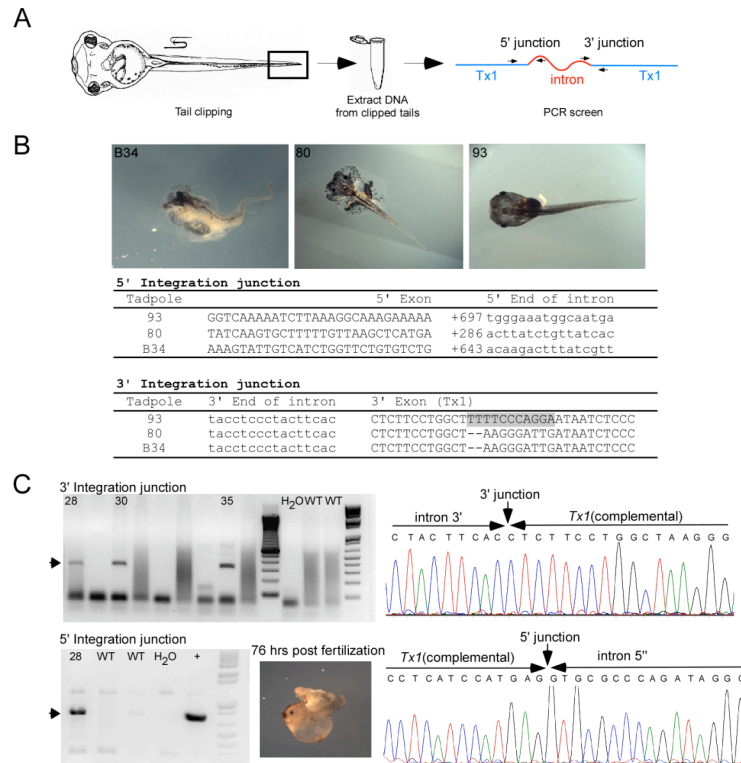 A
5' junction 3' junction
Tx1 intron Tx1
Tail clipping
Extract DNA
from clipped tails
PCR screen
B
B34 80 93
5' Integration junction
Tadpole 5' Exon 5' End of intron
93 GGTCAAAAATCTTAAAGGCAAAGAAAAA +697 tgggaaatggcaatga
80 TATCAAGTGCTTTTTGTTAAGCTCATGA +286 acttatctgttatcac
B34 AAAGTATTGTCATCTGGTTCTGTGTCTG +643 acaagactttatcgtt
3' Integration junction
Tadpole 3' End of intron 3' Exon (Tx1)
93 tacctccctacttcac CTCTTCCTGGCTTTTTCCCAGGAATAATCTCCC
80 tacctccctacttcac CTCTTCCTGGCT--AAGGGATTGATAATCTCCC
B34 tacctccctacttcac CTCTTCCTGGCT--AAGGGATTGATAATCTCCC
C
3' Integration junction
28 30 35 H2O WT WT
3' junction
intron 3' Tx1(complemental)
C T A C T T C A C C T C T T C C T G G C T A A G G G
5' Integration junction
28 WT WT H2O +
76 hrs post fertilization
5' junction
Tx1(complemental) intron 5"
C C T C A T C C A T G A G G T G C G C C C A G A T A G G C